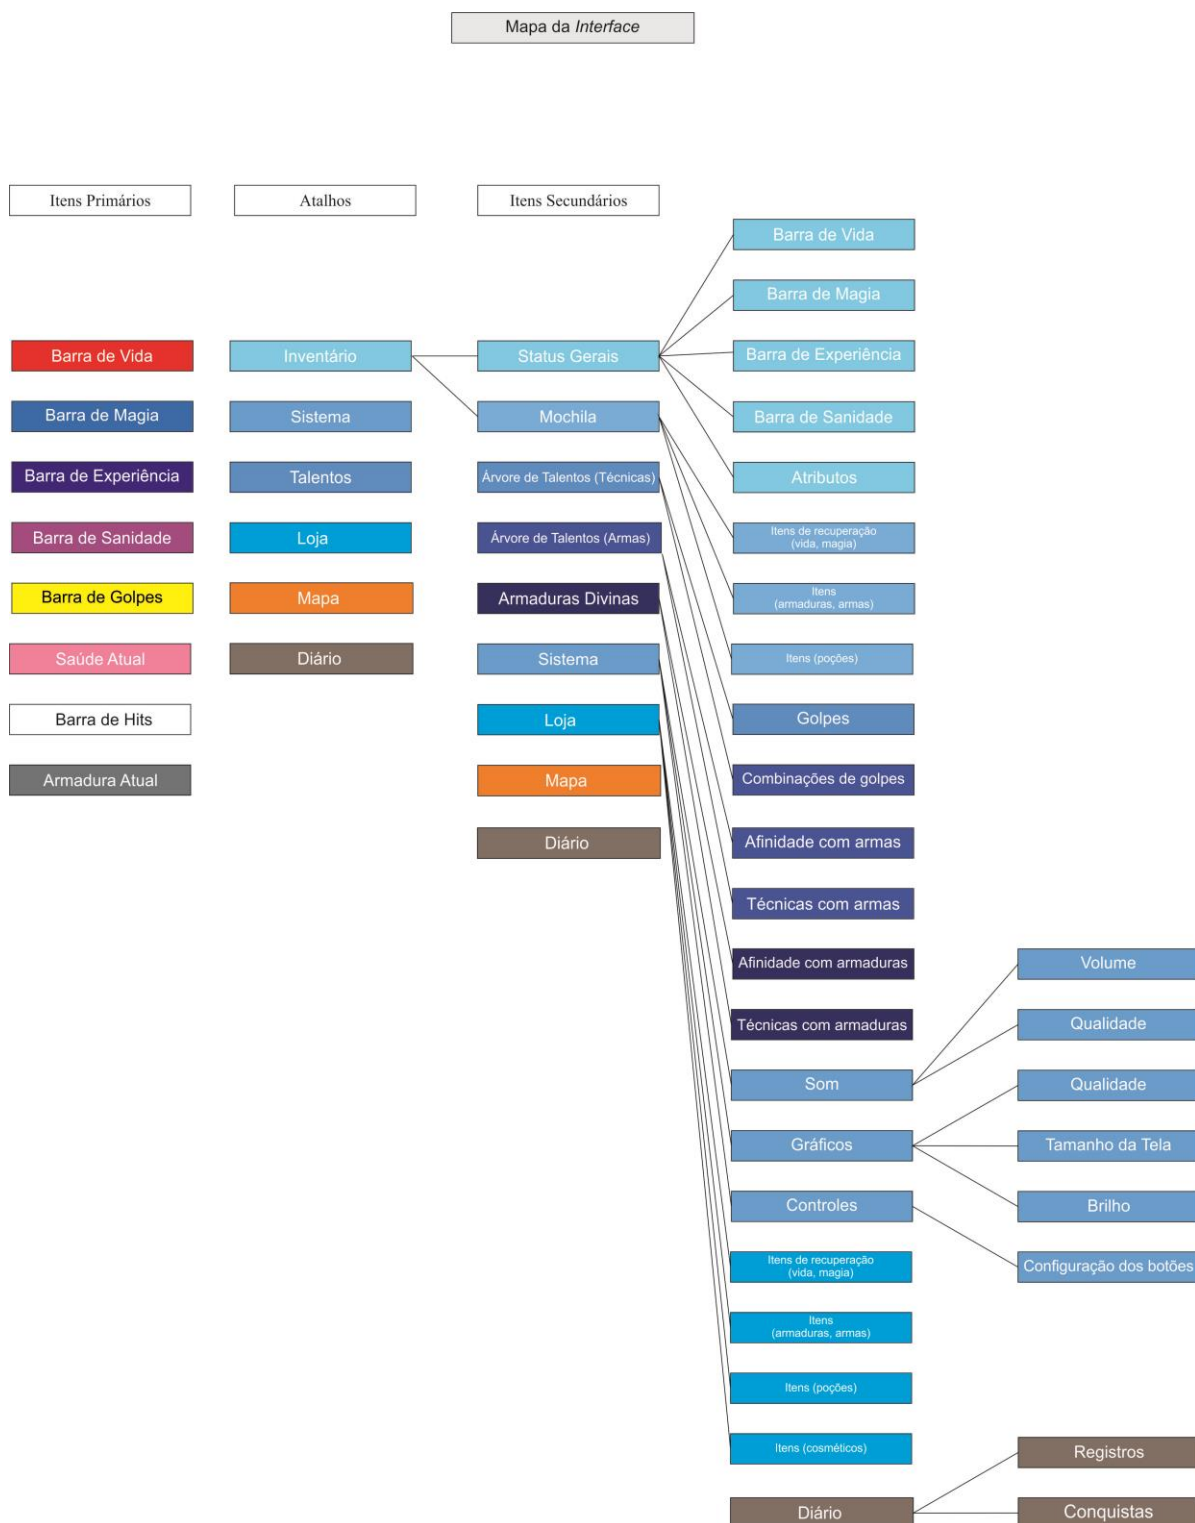 Mapa da Interface
Itens Primários
Atalhos
Itens Secundários
Barra de Vida
Barra de Magia
Barra de Experiência
Barra de Sanidade
Barra de Golpes
Saúde Atual
Barra de Hits
Armadura Atual
Inventário
Sistema
Talentos
Loja
Mapa
Diário
Status Gerais
Mochila
Árvore de Talentos (Técnicas)
Árvore de Talentos (Armas)
Armaduras Divinas
Sistema
Loja
Mapa
Diário
Barra de Vida
Barra de Magia
Barra de Experiência
Barra de Sanidade
Atributos
Itens de recuperação
(vida, magia)
Itens
(armaduras, armas)
Itens (poções)
Golpes
Combinações de golpes
Afinidade com armas
Técnicas com armas
Afinidade com armaduras
Técnicas com armaduras
Som
Gráficos
Controles
Itens de recuperação
(vida, magia)
Itens
(armaduras, armas)
Itens (poções)
Itens (cosméticos)
Diário
Volume
Qualidade
Qualidade
Tamanho da Tela
Brilho
Configuração dos botões
Registros
Conquistas